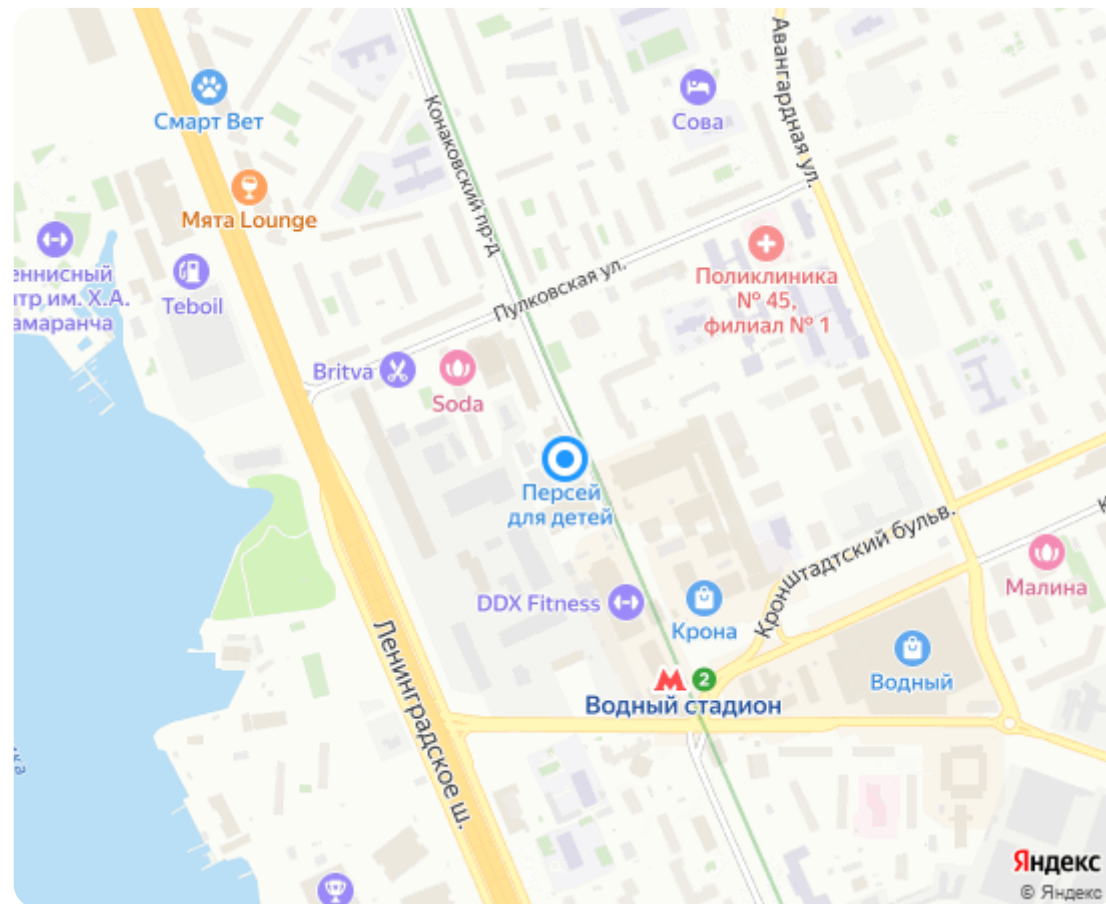 Авангардная ул.
Конаковский пр-д
Смарт Вет
Сова
Мята Lounge
еннисный
нтр им. Х.А.
амаранча
Teboil
Пулковская ул.
Поликлиника
№ 45,
филиал № 1
Britva
Soda
Персей
для детей
Кронштадтский бульв.
К
Малина
DDX Fitness
Крона
Водный
М 2
Водный стадион
Ленинградское ш.
ка
Яндекс
© Яндекс